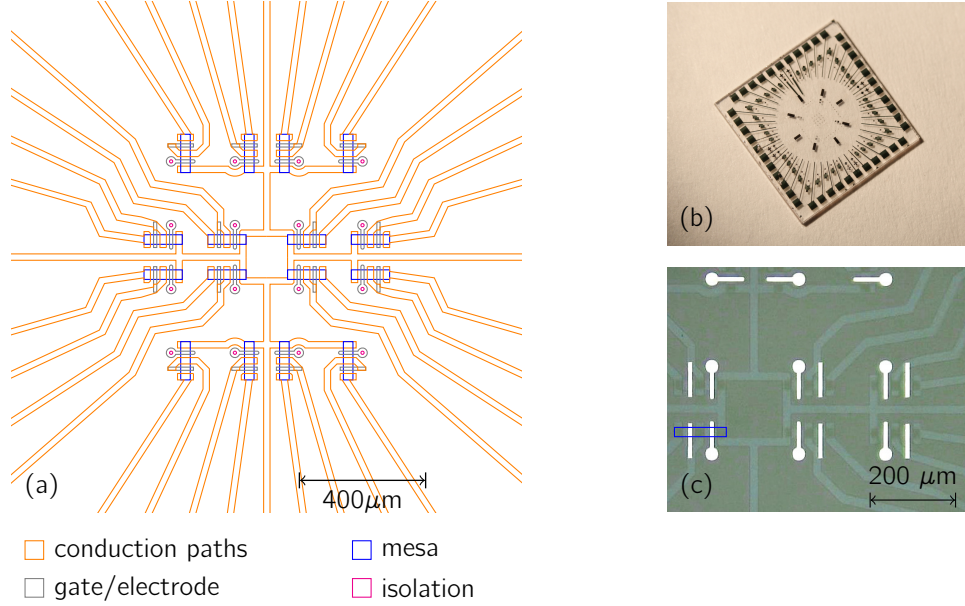 (a)
400μm
(b)
(c)
200 μm
conduction paths
mesa
gate/electrode
isolation